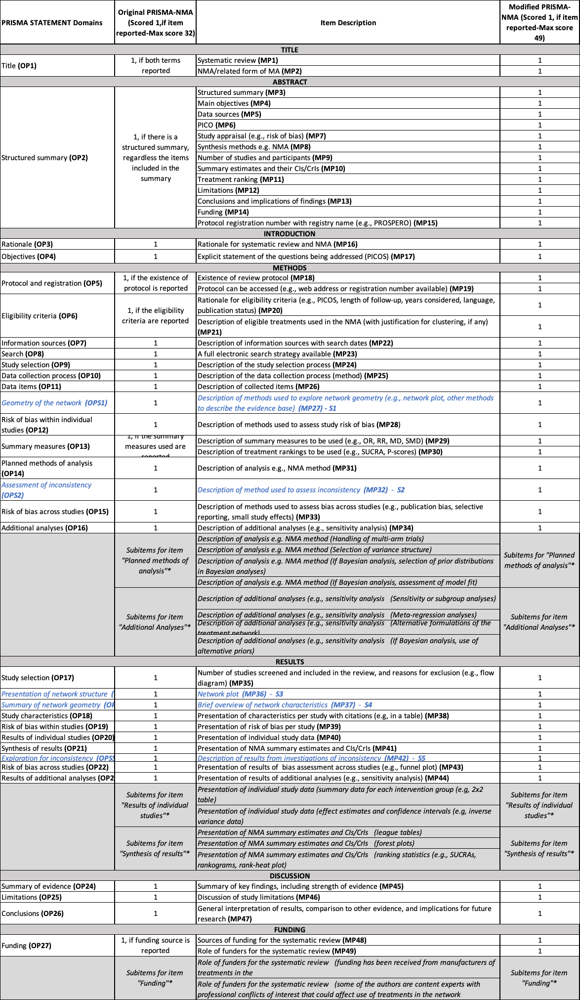 PRISMA STATEMENT Domains
Original PRISMA-NMA
(Scored 1,if item
reported-Max score 32)
Item Description
Modified PRISMA-
NMA (Scored 1, if item
reported-Max score
49)
TITLE
Title (OP1)
1, if both terms
reported
Systematic review (MP1)
1
NMA/related form of MA (MP2)
1
ABSTRACT
Structured summary (OP2)
1, if there is a
structured summary,
regardless the items
included in the
summary
Structured summary (MP3)
1
Main objectives (MP4)
1
Data sources (MP5)
1
PICO (MP6)
1
Study appraisal (e.g., risk of bias) (MP7)
1
Synthesis methods e.g. NMA (MP8)
1
Number of studies and participants (MP9)
1
Summary estimates and their CIs/CrIs (MP10)
1
Treatment ranking (MP11)
1
Limitations (MP12)
1
Conclusions and implications of findings (MP13)
1
Funding (MP14)
1
Protocol registration number with registry name (e.g., PROSPERO) (MP15)
1
INTRODUCTION
Rationale (OP3)
1
Rationale for systematic review and NMA (MP16)
1
Objectives (OP4)
1
Explicit statement of the questions being addressed (PICOS) (MP17)
1
METHODS
Protocol and registration (OP5)
1, if the existence of
protocol is reported
Existence of review protocol (MP18)
1
Protocol can be accessed (e.g., web address or registration number available) (MP19)
1
Eligibility criteria (OP6)
1, if the eligibility
criteria are reported
Rationale for eligibility criteria (e.g., PICOS, length of follow-up, years considered, language,
publication status) (MP20)
1
Description of eligible treatments used in the NMA (with justification for clustering, if any)
(MP21)
1
Information sources (OP7)
1
Description of information sources with search dates (MP22)
1
Search (OP8)
1
A full electronic search strategy available (MP23)
1
Study selection (OP9)
1
Description of the study selection process (MP24)
1
Data collection process (OP10)
1
Description of the data collection process (method) (MP25)
1
Data items (OP11)
1
Description of collected items (MP26)
1
Geometry of the network (OPS1)
1
Description of methods used to explore network geometry (e.g., network plot, other methods
to describe the evidence base) (MP27) - S1
1
Risk of bias within individual
studies (OP12)
1
Description of methods used to assess study risk of bias (MP28)
1
Summary measures (OP13)
1, if the summary
measures used are
reported
Description of summary measures to be used (e.g., OR, RR, MD, SMD) (MP29)
1
Description of treatment rankings to be used (e.g., SUCRA, P-scores) (MP30)
1
Planned methods of analysis
(OP14)
1
Description of analysis e.g., NMA method (MP31)
1
Assessment of inconsistency
(OPS2)
1
Description of method used to assess inconsistency (MP32) - S2
1
Risk of bias across studies (OP15)
1
Description of methods used to assess bias across studies (e.g., publication bias, selective
reporting, small study effects) (MP33)
1
Additional analyses (OP16)
1
Description of additional analyses (e.g., sensitivity analysis) (MP34)
1
Subitems for item
"Planned methods of
analysis"*
Description of analysis e.g. NMA method (Handling of multi-arm trials)
Description of analysis e.g. NMA method (Selection of variance structure)
Description of analysis e.g. NMA method (If Bayesian analysis, selection of prior distributions
in Bayesian analyses)
Description of analysis e.g. NMA method (If Bayesian analysis, assessment of model fit)
Subitems for "Planned
methods of analysis"*
Subitems for item
"Additional Analyses"*
Description of additional analyses (e.g., sensitivity analysis (Sensitivity or subgroup analyses)
Description of additional analyses (e.g., sensitivity analysis (Meta-regression analyses)
Description of additional analyses (e.g., sensitivity analysis (Alternative formulations of the
treatment network)
Description of additional analyses (e.g., sensitivity analysis (If Bayesian analysis, use of
alternative priors)
Subitems for item
"Additional Analyses"*
RESULTS
Study selection (OP17)
1
Number of studies screened and included in the review, and reasons for exclusion (e.g., flow
diagram) (MP35)
1
Presentation of network structure (
1
Network plot (MP36) - S3
1
Summary of network geometry (OP
1
Brief overview of network characteristics (MP37) - S4
1
Study characteristics (OP18)
1
Presentation of characteristics per study with citations (e.g, in a table) (MP38)
1
Risk of bias within studies (OP19)
1
Presentation of risk of bias per study (MP39)
1
Results of individual studies (OP20)
1
Presentation of individual study data (MP40)
1
Synthesis of results (OP21)
1
Presentation of NMA summary estimates and CIs/CrIs (MP41)
1
Exploration for inconsistency (OPS5
1
Description of results from investigations of inconsistency (MP42) - S5
1
Risk of bias across studies (OP22)
1
Presentation of results of bias assessment across studies (e.g., funnel plot) (MP43)
1
Results of additional analyses (OP2
1
Presentation of results of additional analyses (e.g., sensitivity analysis) (MP44)
1
Subitems for item
"Results of individual
studies"*
Presentation of individual study data (summary data for each intervention group (e.g, 2x2
table)
Presentation of individual study data (effect estimates and confidence intervals (e.g, inverse
variance data)
Subitems for item
"Results of individual
studies"*
Subitems for item
"Synthesis of results"*
Presentation of NMA summary estimates and CIs/CrIs (league tables)
Presentation of NMA summary estimates and CIs/CrIs (forest plots)
Presentation of NMA summary estimates and CIs/CrIs (ranking statistics (e.g., SUCRAs,
rankograms, rank-heat plot)
Subitems for item
"Synthesis of results"*
DISCUSSION
Summary of evidence (OP24)
1
Summary of key findings, including strength of evidence (MP45)
1
Limitations (OP25)
1
Discussion of study limitations (MP46)
1
Conclusions (OP26)
1
General interpretation of results, comparison to other evidence, and implications for future
research (MP47)
1
FUNDING
Funding (OP27)
1, if funding source is
reported
Sources of funding for the systematic review (MP48)
1
Role of funders for the systematic review (MP49)
1
Subitems for item
"Funding"*
Role of funders for the systematic review (funding has been received from manufacturers of
treatments in the
Role of funders for the systematic review (some of the authors are content experts with
professional conflicts of interest that could affect use of treatments in the network
Subitems for item
"Funding"*